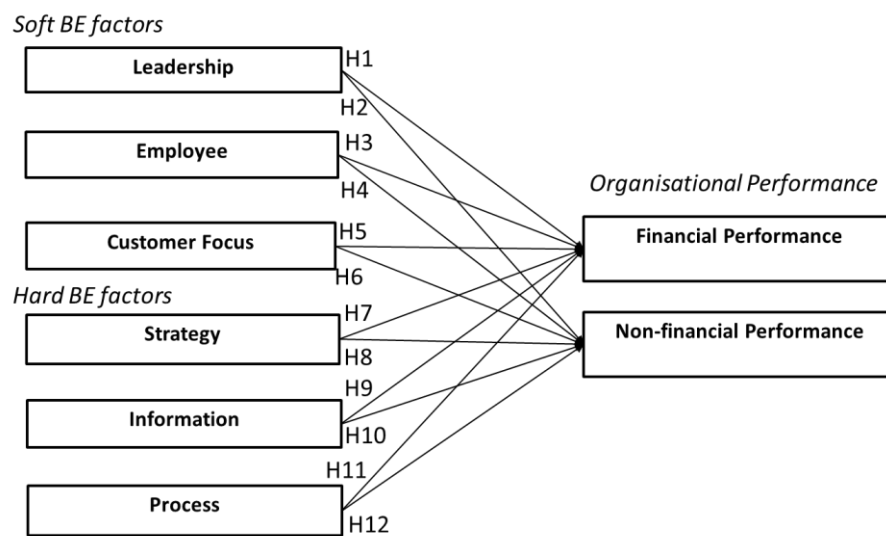 Soft BE factors
Leadership
H1
H2
Employee
H3
H4
Customer Focus
H5
H6
Hard BE factors
Strategy
H7
H8
Information
H9
H10
Process
H11
H12
Organisational Performance
Financial Performance
Non-financial Performance